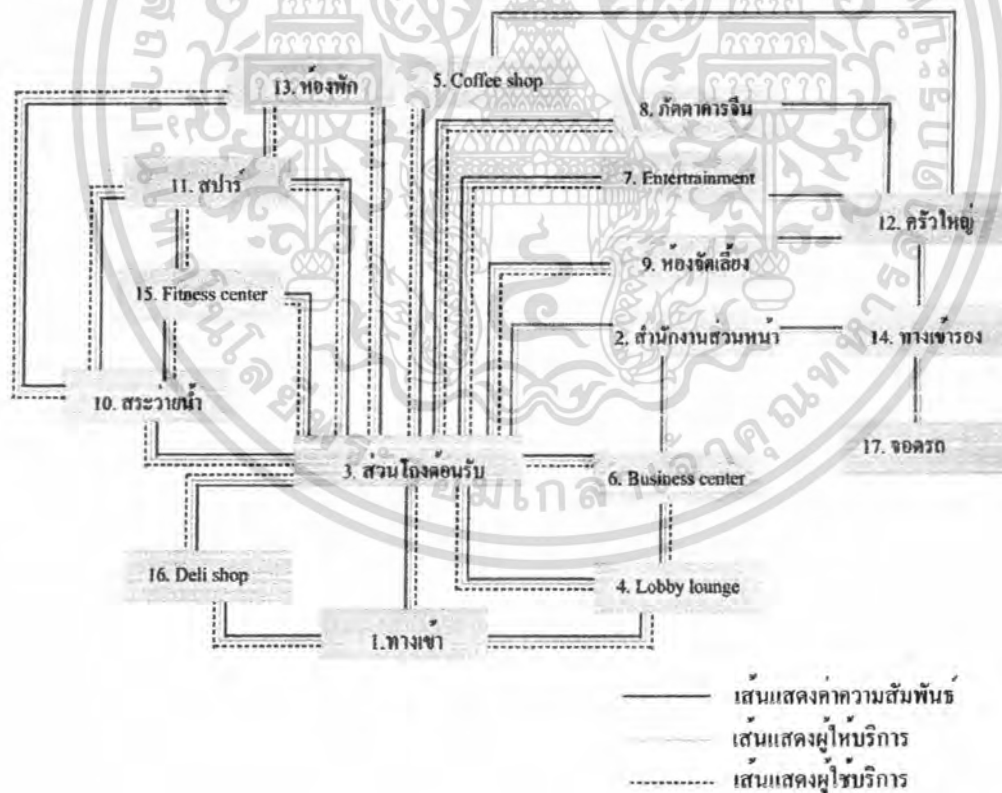 13. ห้องพัก
5. Coffee shop
8. ภัตตาคารจีน
11. สปาร์
7. Entertrainment
12. ครัวใหญ่
9. ห้องจัดเลี้ยง
15. Fitness center
2. สำนักงานส่วนหน้า
14. ทางเข้ารอง
10. สระว่ายน้ำ
3. ส่วนโถงต้อนรับ
17. จอดรถ
6. Business center
16. Deli shop
4. Lobby lounge
1.ทางเข้า
เส้นแสดงค่าความสัมพันธ์
เส้นแสดงผู้ให้บริการ
เส้นแสดงผู้ใช้บริการ